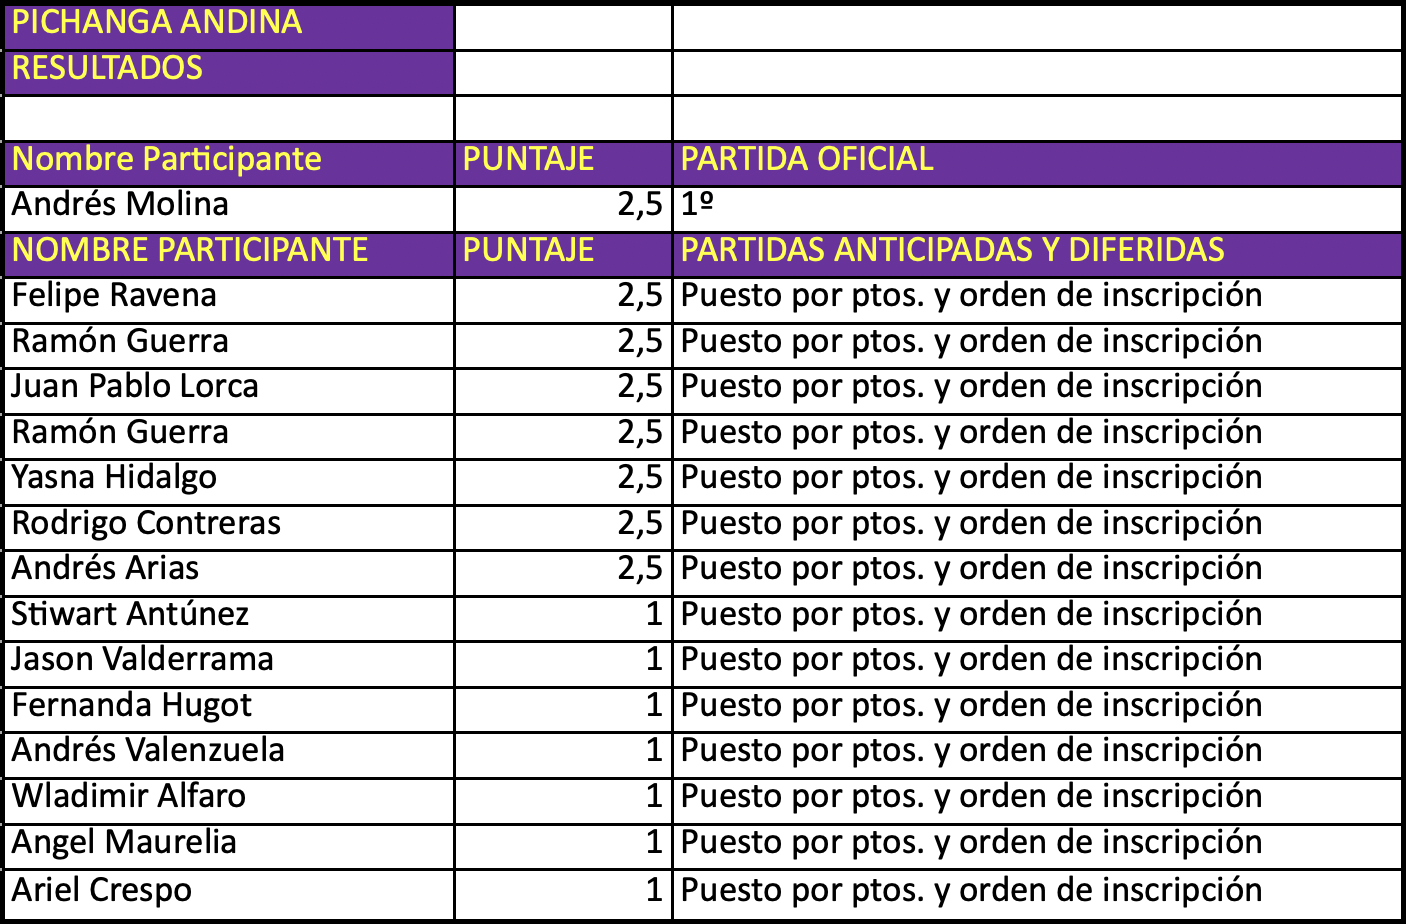 PICHANGA ANDINA
RESULTADOS
Nombre Participante PUNTAJE PARTIDA OFICIAL
Andrés Molina 2,5 1º
NOMBRE PARTICIPANTE PUNTAJE PARTIDAS ANTICIPADAS Y DIFERIDAS
Felipe Ravena 2,5 Puesto por ptos. y orden de inscripción
Ramón Guerra 2,5 Puesto por ptos. y orden de inscripción
Juan Pablo Lorca 2,5 Puesto por ptos. y orden de inscripción
Ramón Guerra 2,5 Puesto por ptos. y orden de inscripción
Yasna Hidalgo 2,5 Puesto por ptos. y orden de inscripción
Rodrigo Contreras 2,5 Puesto por ptos. y orden de inscripción
Andrés Arias 2,5 Puesto por ptos. y orden de inscripción
Stiwart Antúnez 1 Puesto por ptos. y orden de inscripción
Jason Valderrama 1 Puesto por ptos. y orden de inscripción
Fernanda Hugot 1 Puesto por ptos. y orden de inscripción
Andrés Valenzuela 1 Puesto por ptos. y orden de inscripción
Wladimir Alfaro 1 Puesto por ptos. y orden de inscripción
Angel Maurelia 1 Puesto por ptos. y orden de inscripción
Ariel Crespo 1 Puesto por ptos. y orden de inscripción